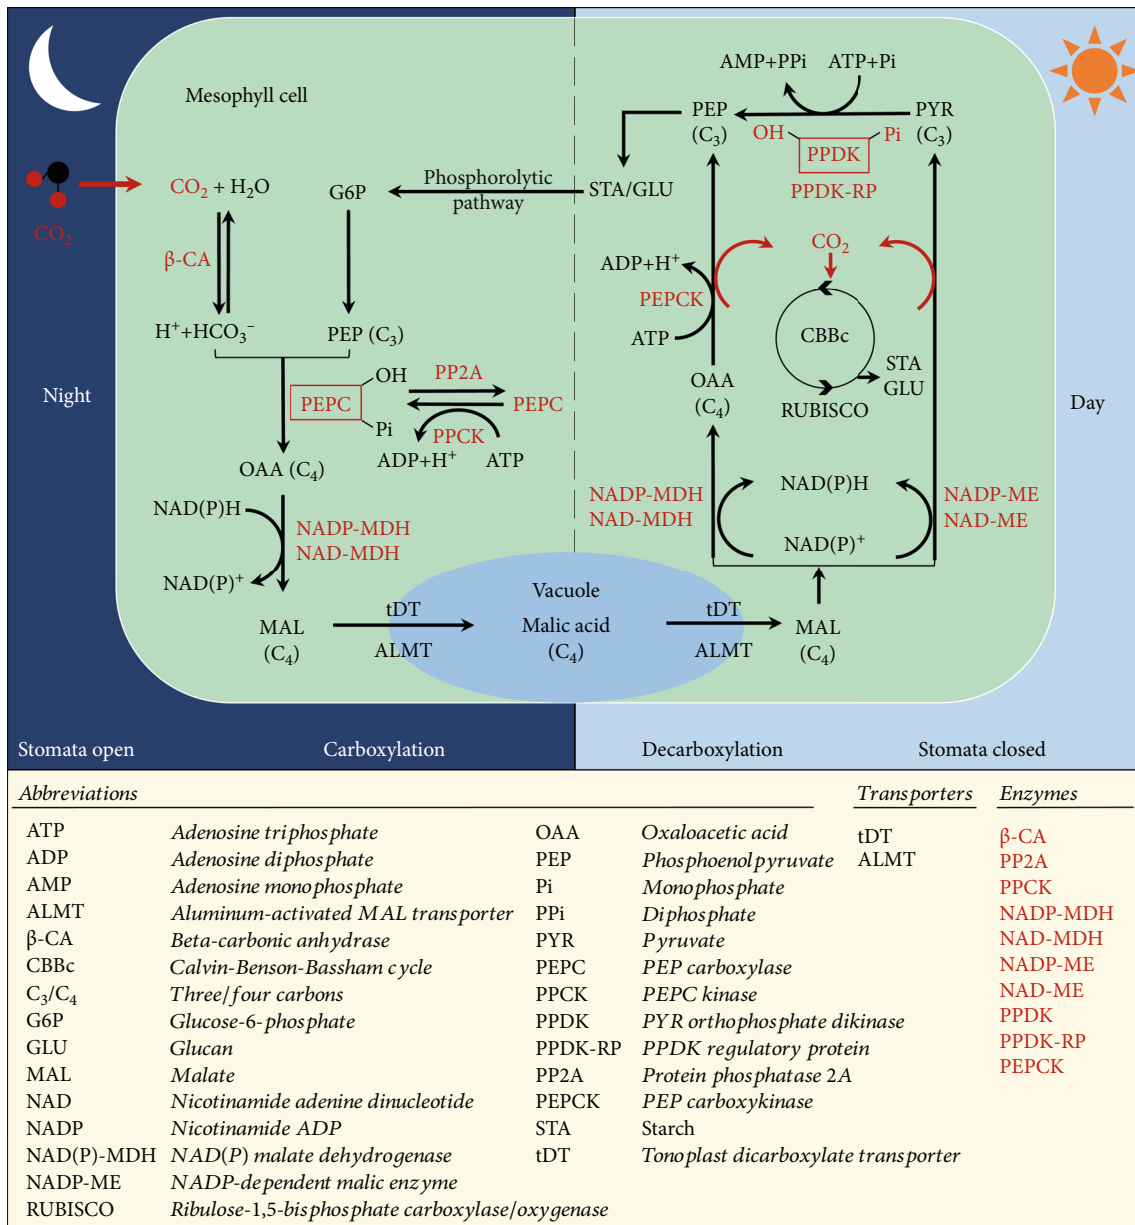 Mesophyll cell
CO₂
CO₂ + H₂O
β-CA
H⁺+HCO₃⁻
G6P
Phosphorolytic
pathway
PEP (C₃)
OH
PEPC
Pi
PP2A
PEPC
PPCK
ADP+H⁺
ATP
Night
OAA (C₄)
NAD(P)H
NADP-MDH
NAD-MDH
NAD(P)⁺
MAL
(C₄)
tDT
ALMT
Vacuole
Malic acid
(C₄)
tDT
ALMT
MAL
(C₄)
AMP+PPi
ATP+Pi
PEP
(C₃)
PYR
(C₃)
OH
Pi
PPDK
PPDK-RP
STA/GLU
CO₂
ADP+H⁺
PEPCK
ATP
CBBc
STA
GLU
RUBISCO
OAA
(C₄)
Day
NADP-MDH
NAD-MDH
NAD(P)H
NAD(P)⁺
NADP-ME
NAD-ME
Stomata open
Carboxylation
Decarboxylation
Stomata closed
Abbreviations
ATP Adenosine triphosphate
ADP Adenosine diphosphate
AMP Adenosine monophosphate
ALMT Aluminum-activated MAL transporter
β-CA Beta-carbonic anhydrase
CBBc Calvin-Benson-Bassham cycle
C₃/C₄ Three/four carbons
G6P Glucose-6-phosphate
GLU Glucan
MAL Malate
NAD Nicotinamide adenine dinucleotide
NADP Nicotinamide ADP
NAD(P)-MDH NAD(P) malate dehydrogenase
NADP-ME NADP-dependent malic enzyme
RUBISCO Ribulose-1,5-bisphosphate carboxylase/oxygenase
OAA Oxaloacetic acid
PEP Phosphoenolpyruvate
Pi Monophosphate
PPi Diphosphate
PYR Pyruvate
PEPC PEP carboxylase
PPCK PEPC kinase
PPDK PYR orthophosphate dikinase
PPDK-RP PPDK regulatory protein
PP2A Protein phosphatase 2A
PEPCK PEP carboxykinase
STA Starch
tDT Tonoplast dicarboxylate transporter
Transporters
tDT
ALMT
Enzymes
β-CA
PP2A
PPCK
NADP-MDH
NAD-MDH
NADP-ME
NAD-ME
PPDK
PPDK-RP
PEPCK